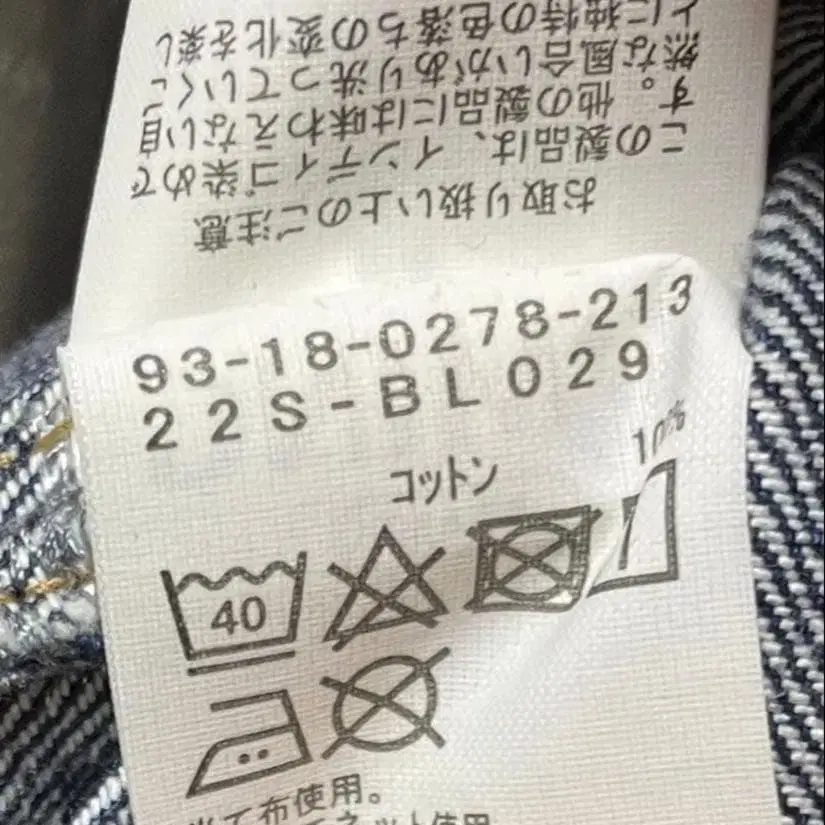 お取り扱い上のご注意
この製品は、インディゴ染めで
す。他の製品には味わえない自
然な風合いがあり洗っていくこ
とに独特の色落ちの変化を楽し
93-18-0278-213
22S-BL029
コットン
40
当て布使用。
ネット使用